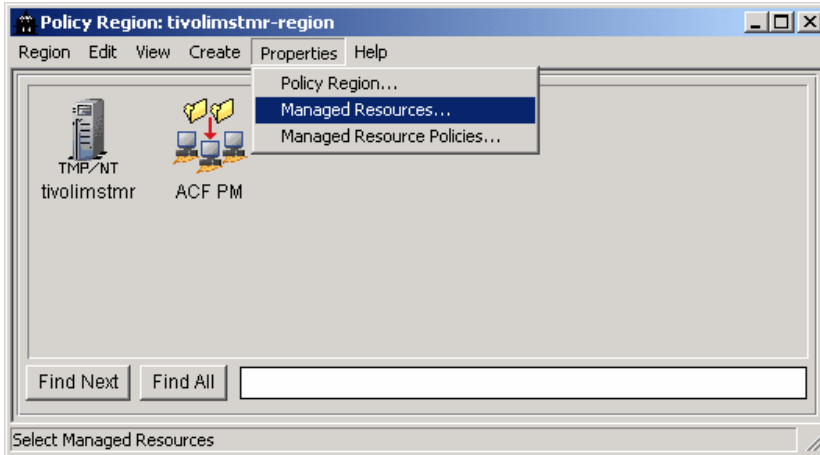 Policy Region: tivolimstmr-region
Region Edit View Create Properties Help
Policy Region...
Managed Resources...
Managed Resource Policies...
TMP/NT
tivolimstmr ACF PM
Find Next Find All
Select Managed Resources